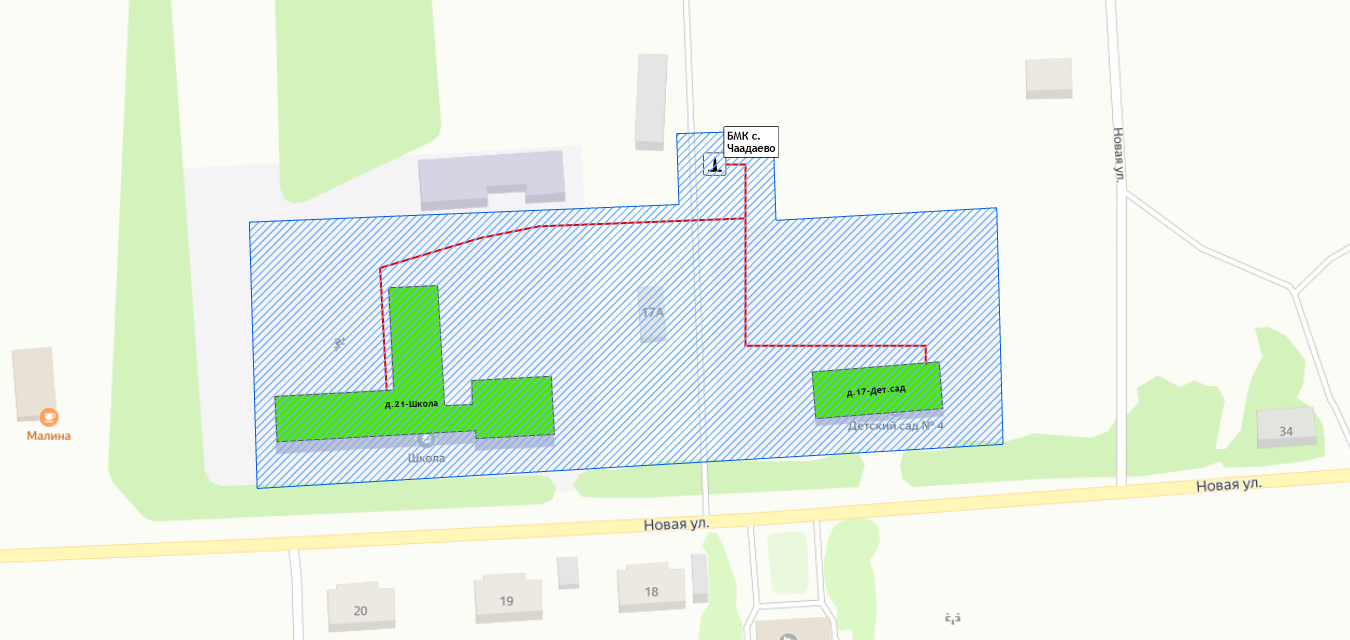 БМК с.
Чаадаево
Новая ул.
17А
д.21-Школа
д.17-Дет.сад
Малина
Детский сад № 4
34
Школа
Новая ул.
Новая ул.
20
19
18